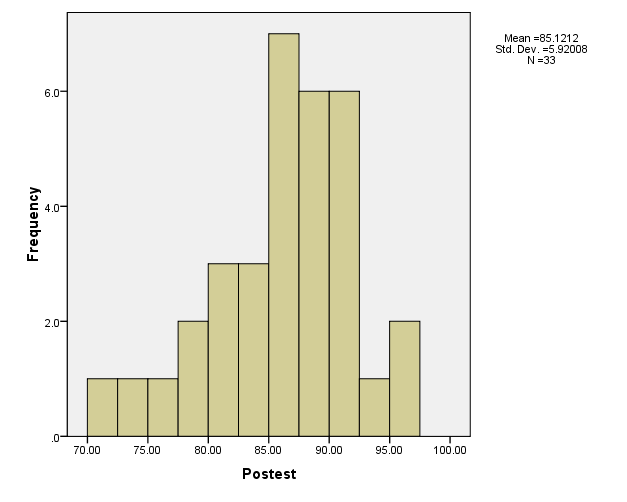 Mean =85.1212
Std. Dev. =5.92008
N =33
6.0
4.0
2.0
.0
Frequency
70.00 75.00 80.00 85.00 90.00 95.00 100.00
Postest